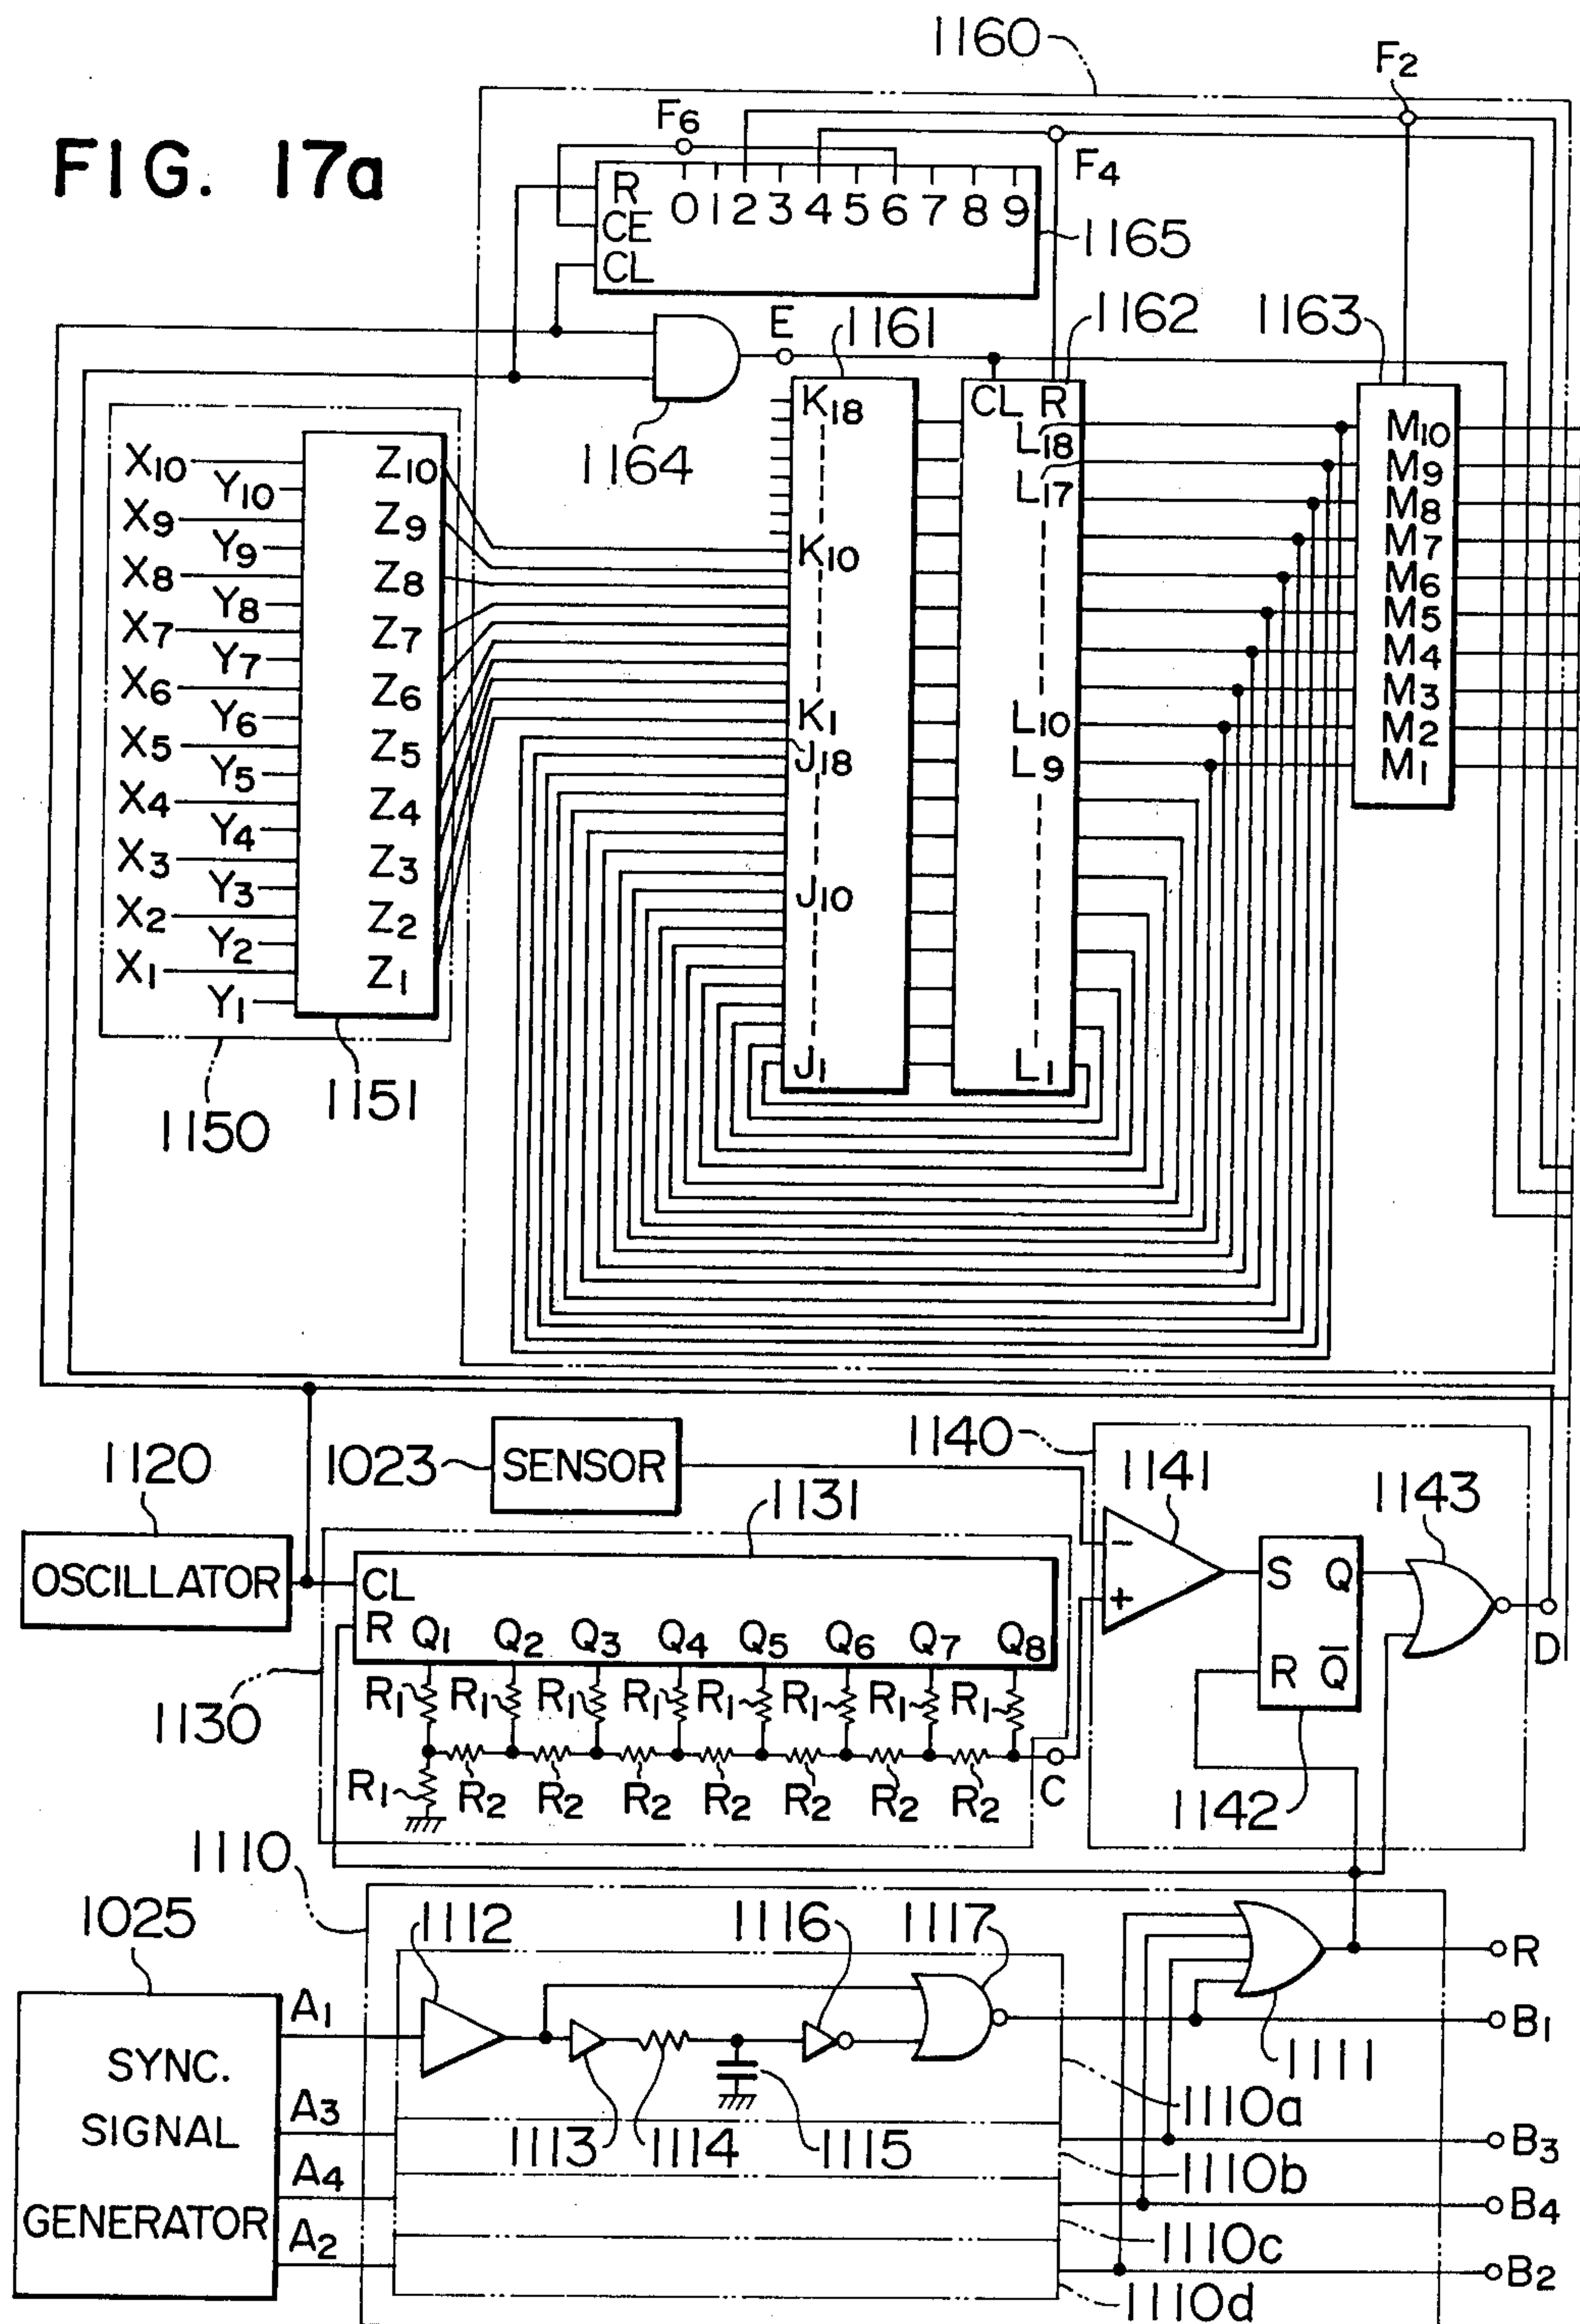 FIG. 17a
1160
F2
F6
F4
R
CE
CL
0 1 2 3 4 5 6 7 8 9
1165
E
1161
1162
1163
1164
X10
Y10
X9
Y9
X8
Y8
X7
Y7
X6
Y6
X5
Y5
X4
Y4
X3
Y3
X2
Y2
X1
Y1
Z10
Z9
Z8
Z7
Z6
Z5
Z4
Z3
Z2
Z1
1150
1151
K18
K10
K1
J18
J10
J1
CL R
L18
L17
L10
L9
L1
M10
M9
M8
M7
M6
M5
M4
M3
M2
M1
1120
OSCILLATOR
1023
SENSOR
1131
1140
1141
1143
CL
R Q1 Q2 Q3 Q4 Q5 Q6 Q7 Q8
R1 R1 R1 R1 R1 R1 R1 R1
1130
R1 R2 R2 R2 R2 R2 R2 R2
C
-
+
S Q
R Q̅
D
1142
1110
1025
SYNC.
SIGNAL
GENERATOR
A1
A3
A4
A2
1112
1116
1117
1113
1114
1115
1111
R
B1
1110a
B3
1110b
B4
1110c
B2
1110d